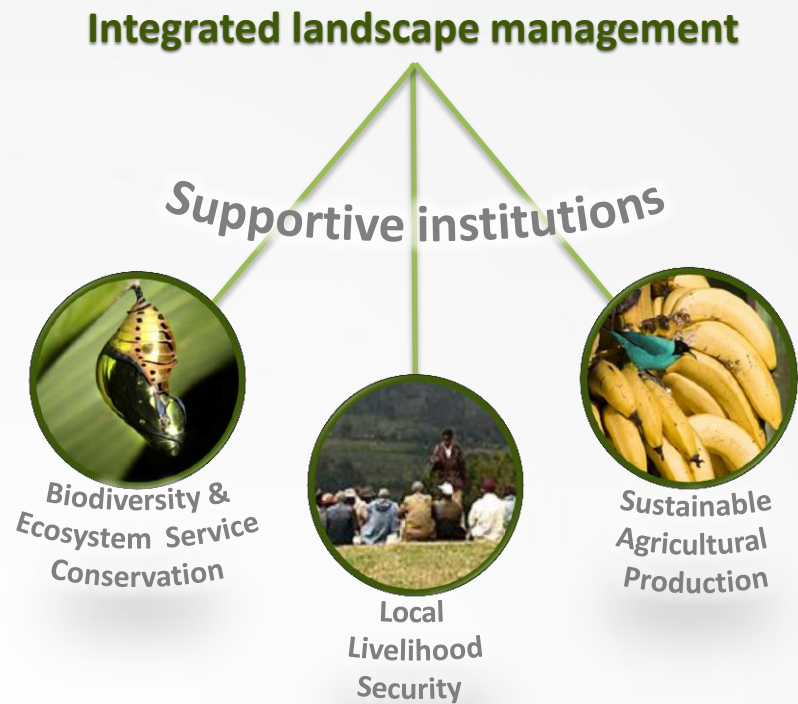 Integrated landscape management
Supportive institutions
Biodiversity &
Ecosystem Service
Conservation
Local
Livelihood
Security
Sustainable
Agricultural
Production